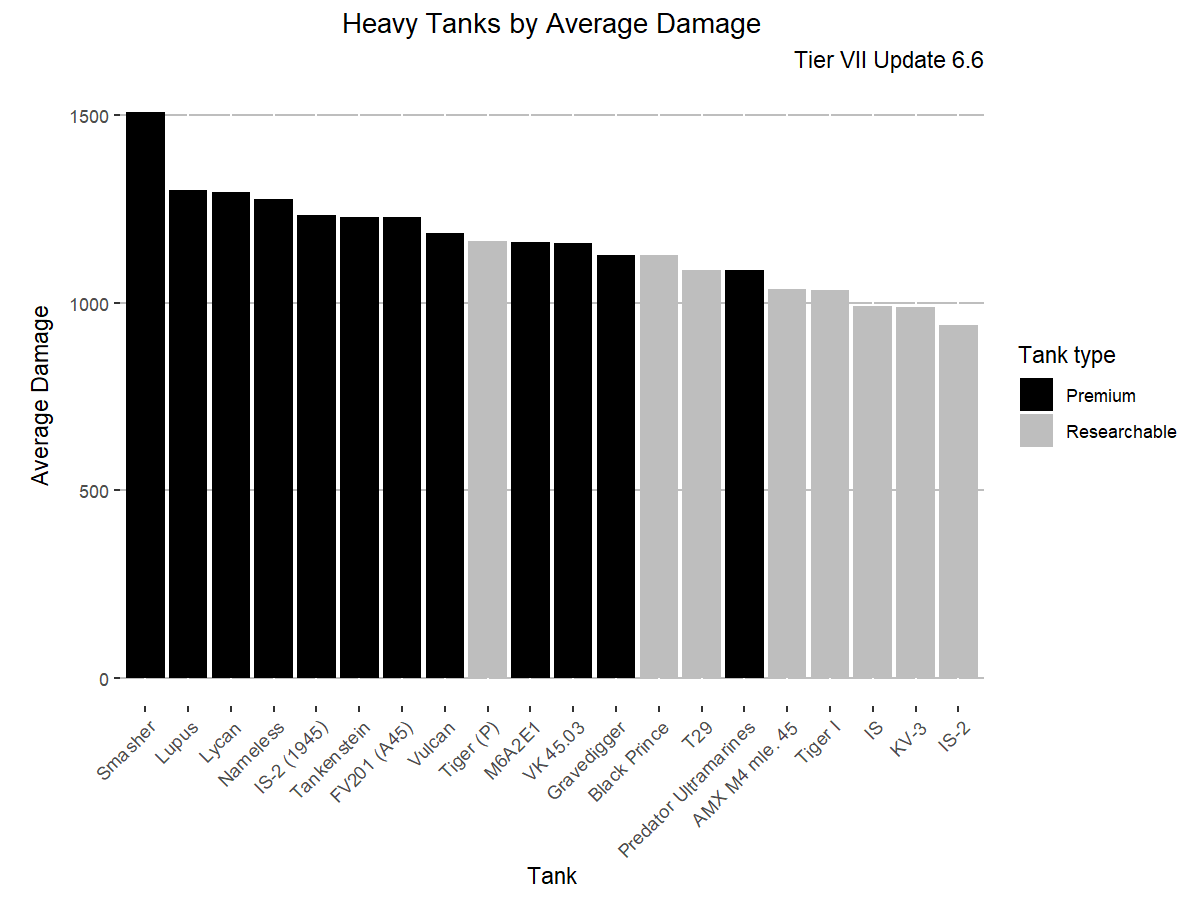 Heavy Tanks by Average Damage
Tier VII Update 6.6
Average Damage
1500
1000
500
0
Smasher
Lupus
Lycan
Nameless
IS-2 (1945)
Tankenstein
FV201 (A45)
Vulcan
Tiger (P)
M6A2E1
VK 45.03
Gravedigger
Black Prince
T29
Predator Ultramarines
AMX M4 mle. 45
Tiger I
IS
KV-3
IS-2
Tank
Tank type
Premium
Researchable